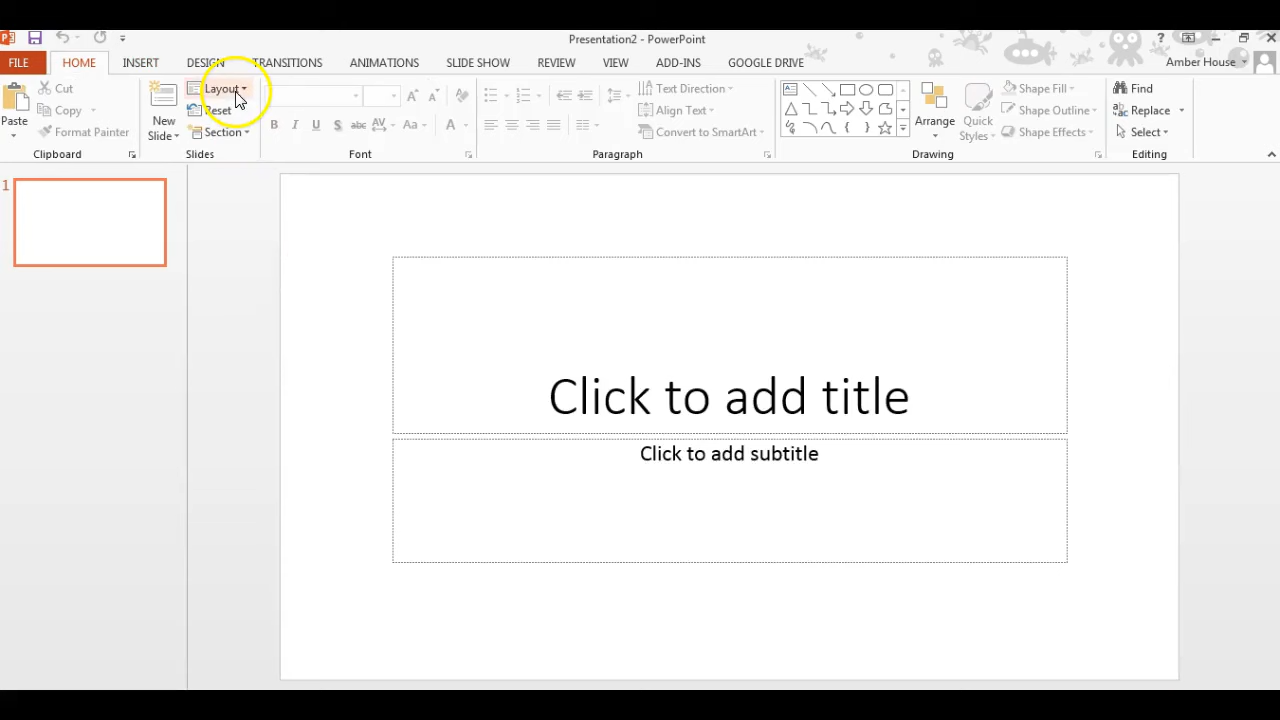 Presentation2 - PowerPoint
?
FILE HOME INSERT DESIGN TRANSITIONS ANIMATIONS SLIDE SHOW REVIEW VIEW ADD-INS GOOGLE DRIVE Amber House
Paste
Cut
Copy
Format Painter
Clipboard
New
Slide
Layout
Reset
Section
Slides
B I U S abc AV Aa A
Font
Text Direction
Align Text
Convert to SmartArt
Paragraph
Arrange
Quick
Styles
Shape Fill
Shape Outline
Shape Effects
Drawing
Find
Replace
Select
Editing
1
Click to add title
Click to add subtitle